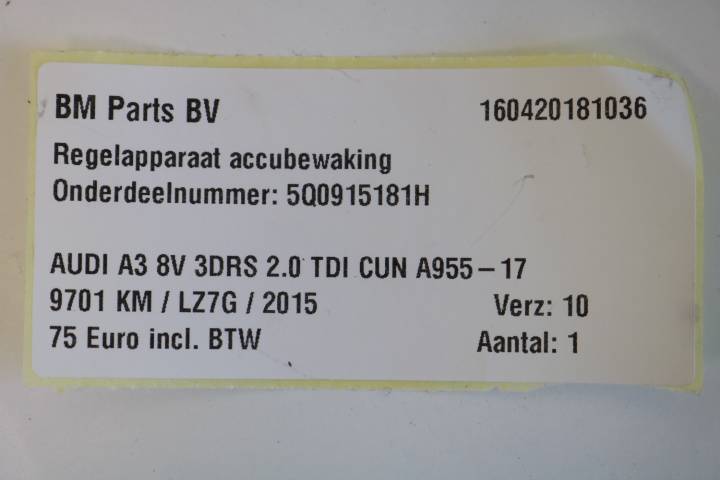 BM Parts BV 160420181036
Regelapparaat accubewaking
Onderdeelnummer: 5Q0915181H
AUDI A3 8V 3DRS 2.0 TDI CUN A955-17
9701 KM / LZ7G / 2015 Verz: 10
75 Euro incl. BTW Aantal: 1